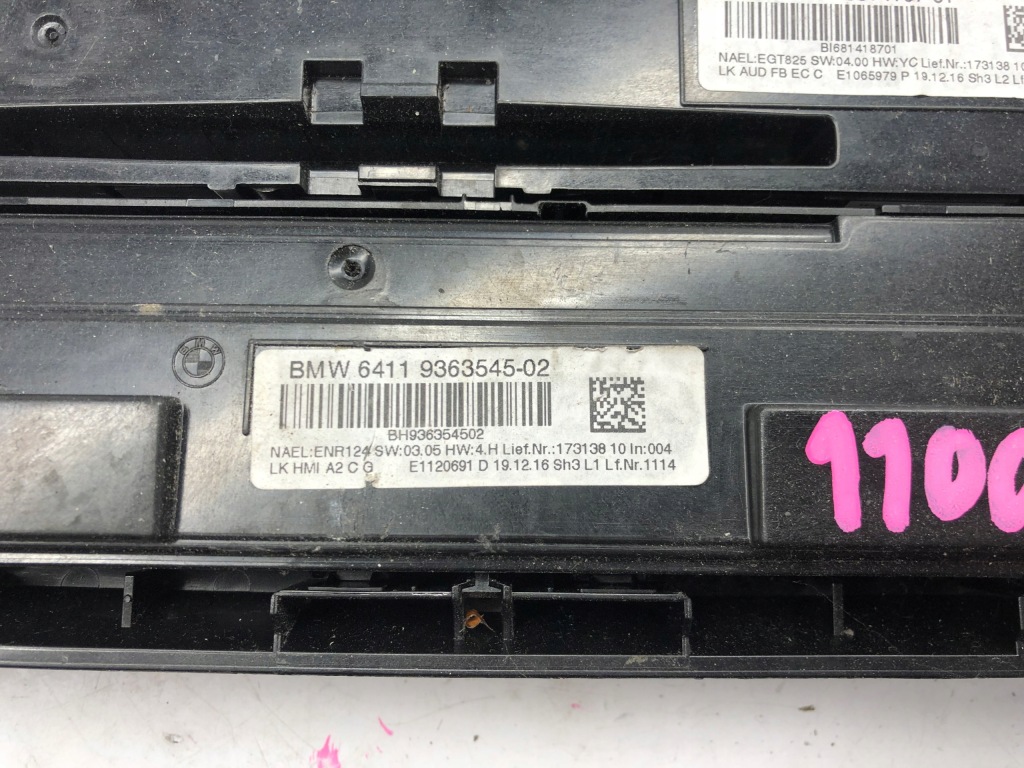 BI681418701
NAEL:EGT825 SW:04.00 HW:YC Lief.Nr.:173138 10
LK AUD FB EC C E1065979 P 19.12.16 Sh3 L2
BMW
BMW 6411 9363545-02
BH936354502
NAEL:ENR124 SW:03.05 HW:4.H Lief.Nr.:173138 10 In:004
LK HMI A2 C G E1120691 D 19.12.16 Sh3 L1 Lf.Nr.1114
1100